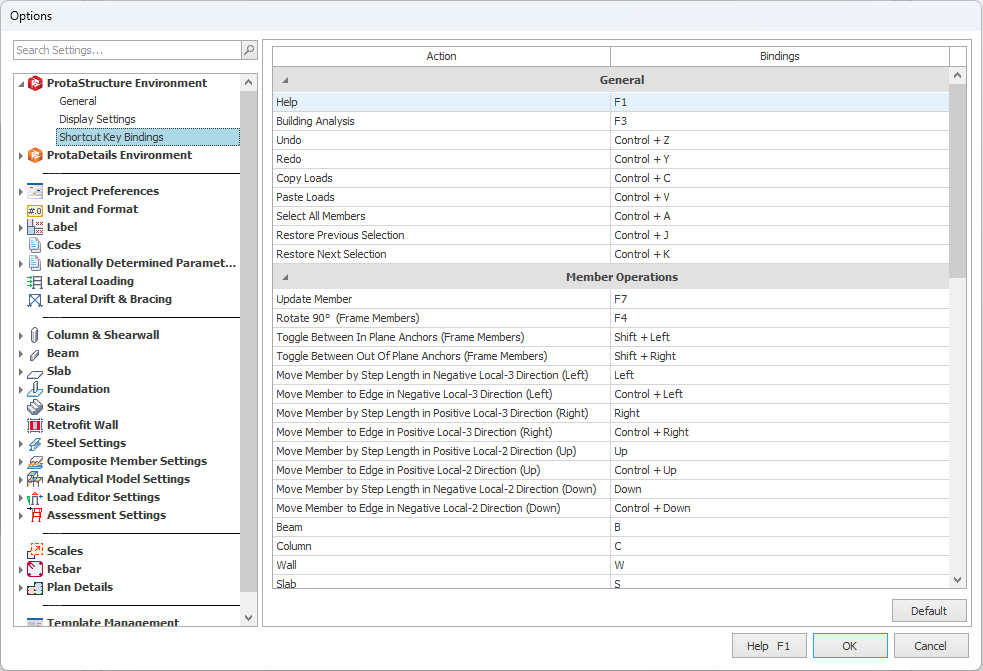 Options
Search Settings...
ProtaStructure Environment
General
Display Settings
Shortcut Key Bindings
ProtaDetails Environment
Project Preferences
Unit and Format
Label
Codes
Nationally Determined Paramet...
Lateral Loading
Lateral Drift & Bracing
Column & Shearwall
Beam
Slab
Foundation
Stairs
Retrofit Wall
Steel Settings
Composite Member Settings
Analytical Model Settings
Load Editor Settings
Assessment Settings
Scales
Rebar
Plan Details
Template Management
Action Bindings
General
Help F1
Building Analysis F3
Undo Control + Z
Redo Control + Y
Copy Loads Control + C
Paste Loads Control + V
Select All Members Control + A
Restore Previous Selection Control + J
Restore Next Selection Control + K
Member Operations
Update Member F7
Rotate 90° (Frame Members) F4
Toggle Between In Plane Anchors (Frame Members) Shift + Left
Toggle Between Out Of Plane Anchors (Frame Members) Shift + Right
Move Member by Step Length in Negative Local-3 Direction (Left) Left
Move Member to Edge in Negative Local-3 Direction (Left) Control + Left
Move Member by Step Length in Positive Local-3 Direction (Right) Right
Move Member to Edge in Positive Local-3 Direction (Right) Control + Right
Move Member by Step Length in Positive Local-2 Direction (Up) Up
Move Member to Edge in Positive Local-2 Direction (Up) Control + Up
Move Member by Step Length in Negative Local-2 Direction (Down) Down
Move Member to Edge in Negative Local-2 Direction (Down) Control + Down
Beam B
Column C
Wall W
Slab S
Default
Help F1 OK Cancel